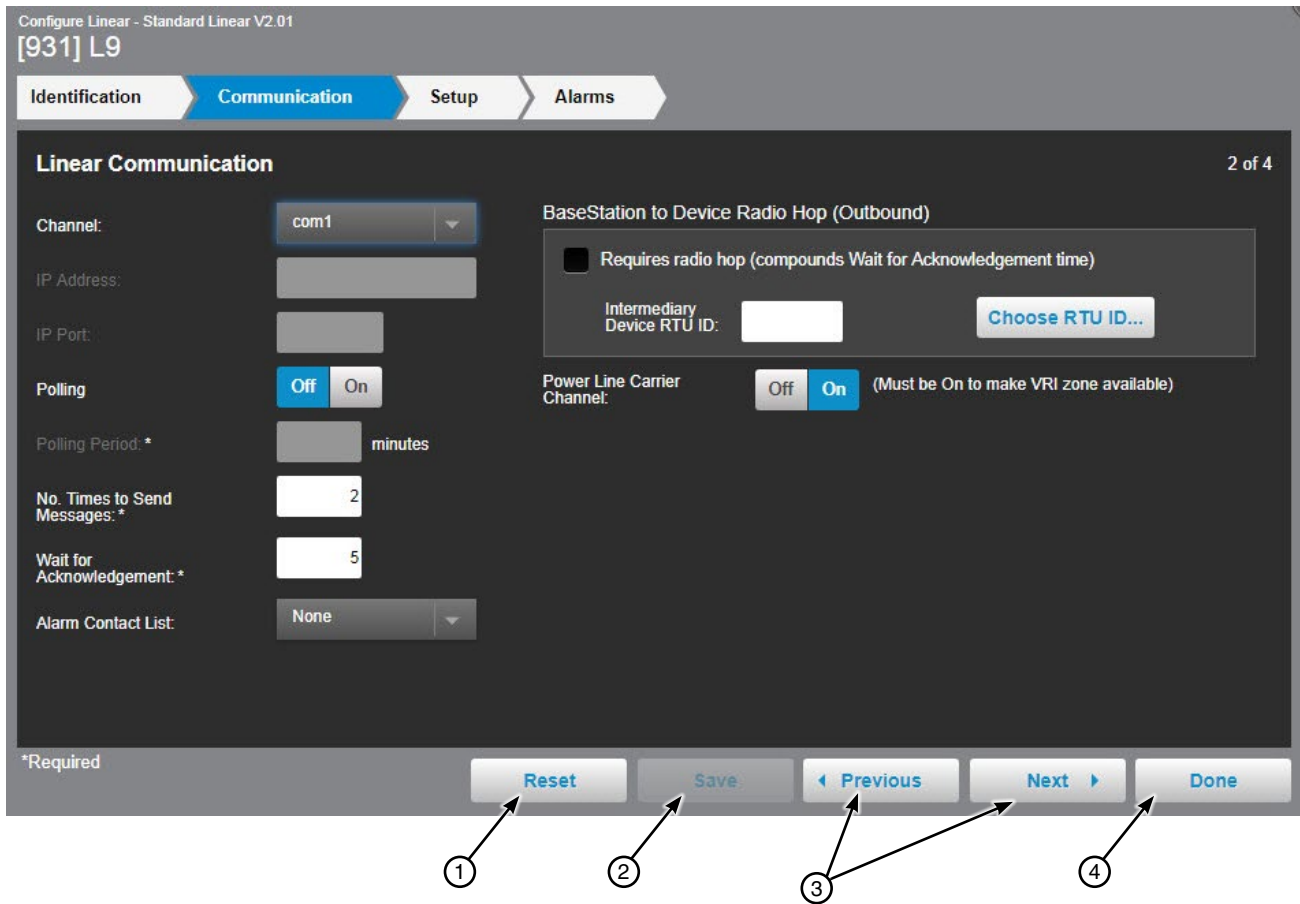 Configure Linear - Standard Linear V2.01
[931] L9
Identification
Communication
Setup
Alarms
Linear Communication
2 of 4
Channel:
com1
IP Address:
IP Port:
Polling
Off
On
Polling Period: *
minutes
No. Times to Send
Messages: *
2
Wait for
Acknowledgement: *
5
Alarm Contact List:
None
BaseStation to Device Radio Hop (Outbound)
Requires radio hop (compounds Wait for Acknowledgement time)
Intermediary
Device RTU ID:
Choose RTU ID...
Power Line Carrier
Channel:
Off
On
(Must be On to make VRI zone available)
*Required
Reset
Save
Previous
Next
Done
1
2
3
4